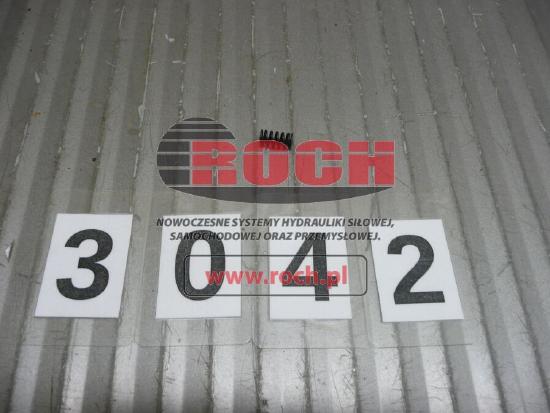 ROCH
NOWOCZESNE SYSTEMY HYDRAULIKI SIŁOWEJ,
SAMOCHODOWEJ ORAZ PRZEMYSŁOWEJ.
3 0 4 2
www.roch.pl